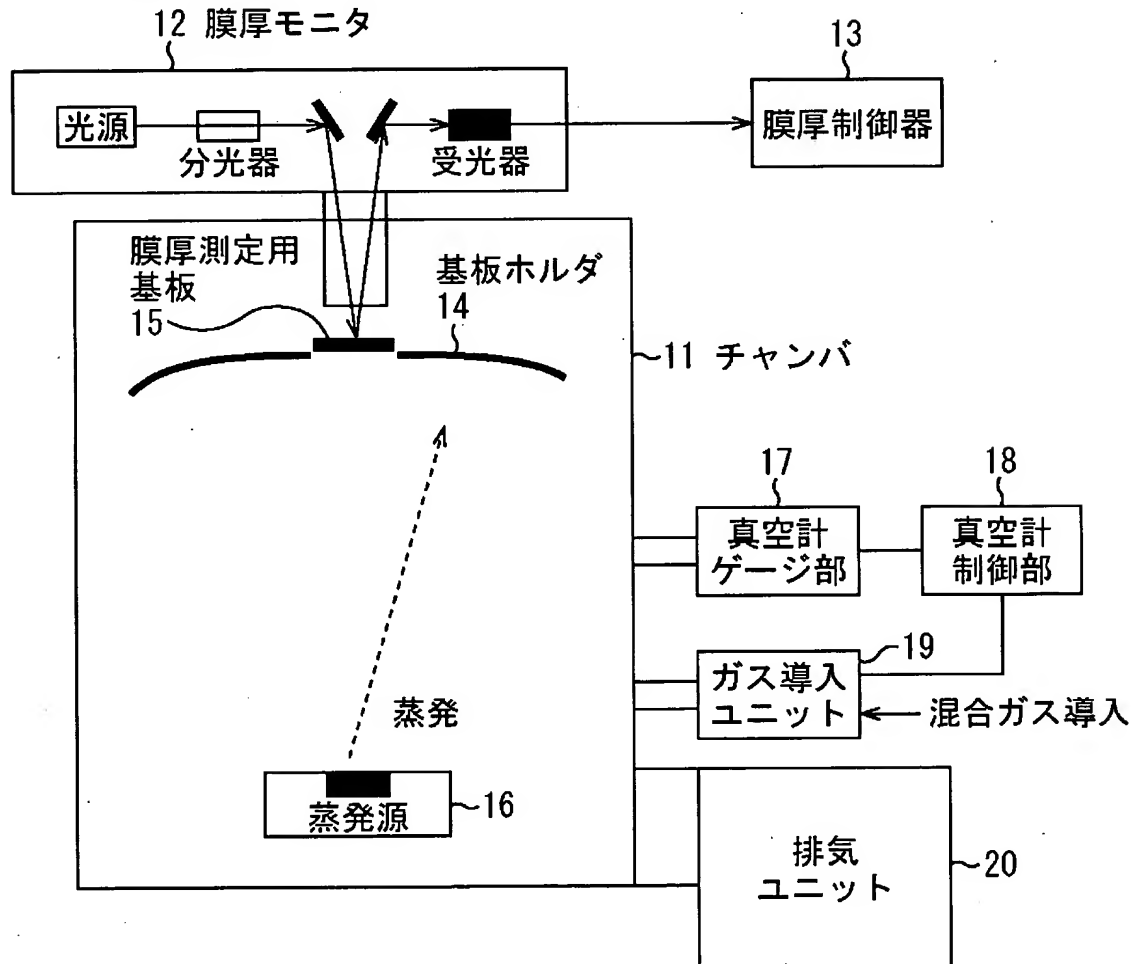 12 膜厚モニタ
13
光源
分光器
受光器
膜厚制御器
膜厚測定用
基板
15
基板ホルダ
14
11 チャンバ
17
真空計
ゲージ部
18
真空計
制御部
19
ガス導入
ユニット
混合ガス導入
蒸発
蒸発源
16
排気
ユニット
20